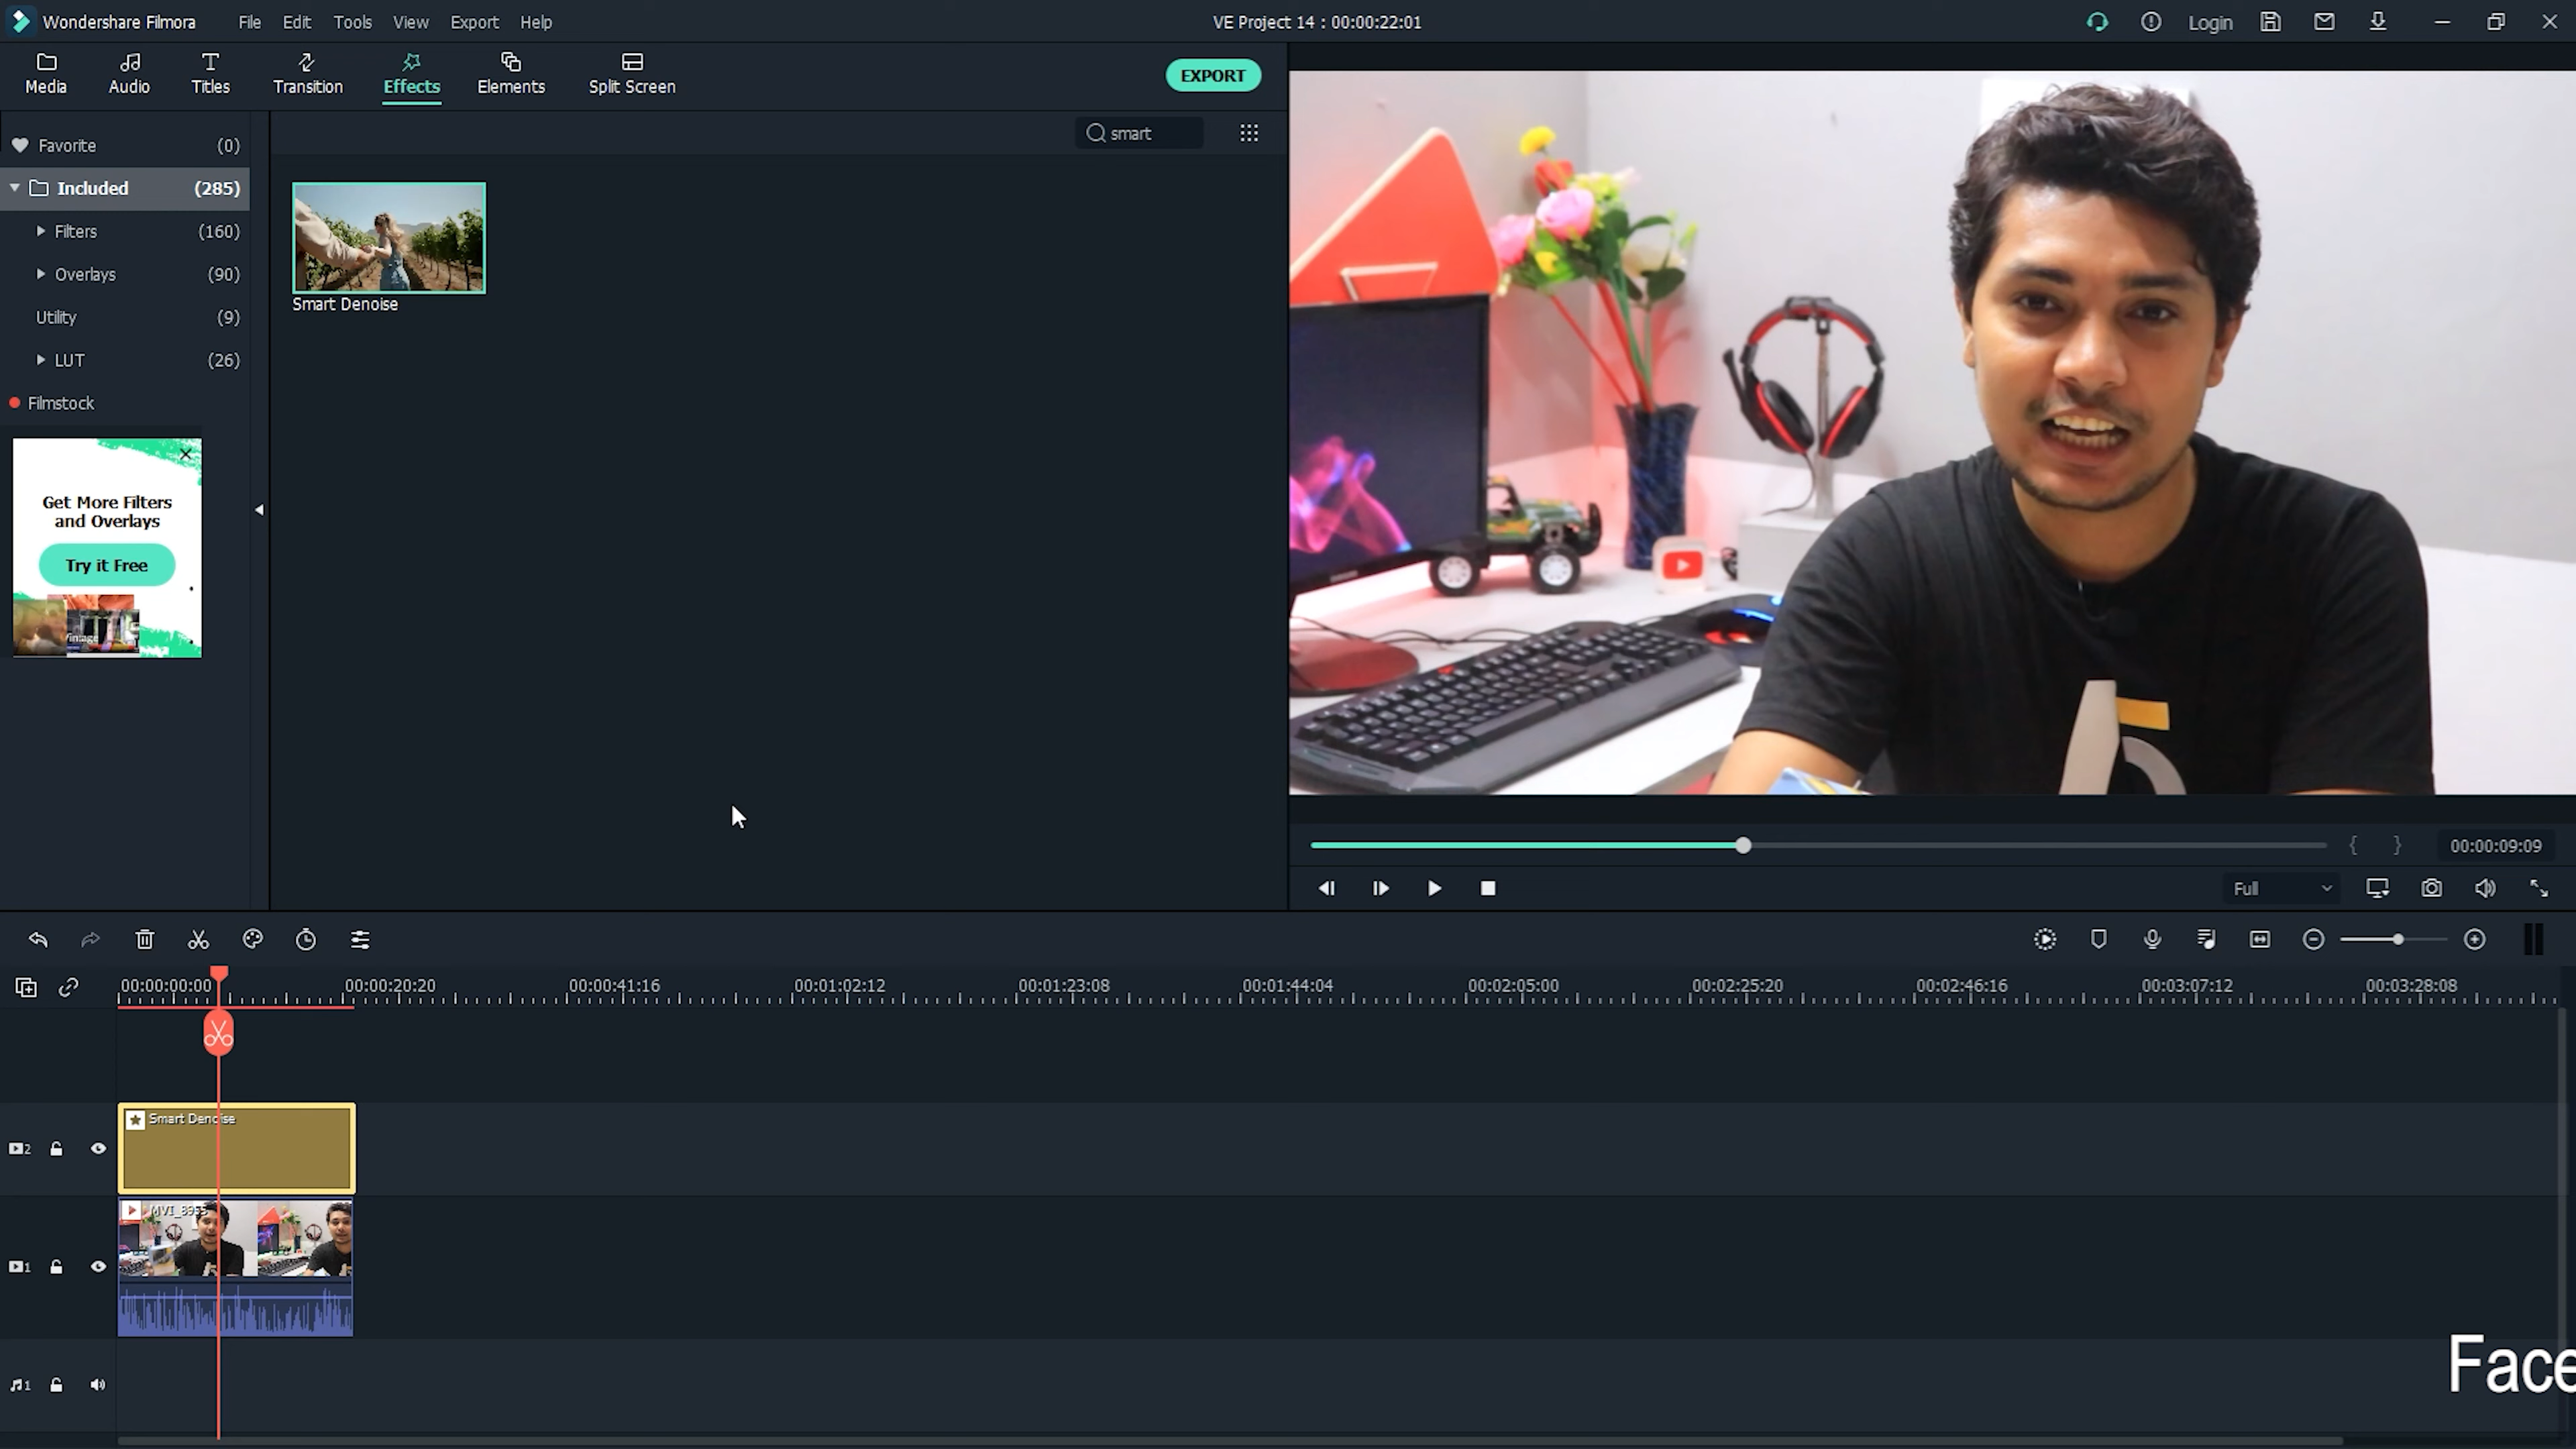 Wondershare Filmora File Edit Tools View Export Help VE Project 14 : 00:00:22:01 Login
Media Audio Titles Transition Effects Elements Split Screen EXPORT
smart
Favorite (0)
Included (285)
Filters (160)
Overlays (90)
Utility (9)
LUT (26)
Filmstock
Smart Denoise
Get More Filters
and Overlays
Try it Free
00:00:09:09
Full
00:00:00:00 00:00:20:20 00:00:41:16 00:01:02:12 00:01:23:08 00:01:44:04 00:02:05:00 00:02:25:20 00:02:46:16 00:03:07:12 00:03:28:08
2 Smart Denoise
1
1
Face